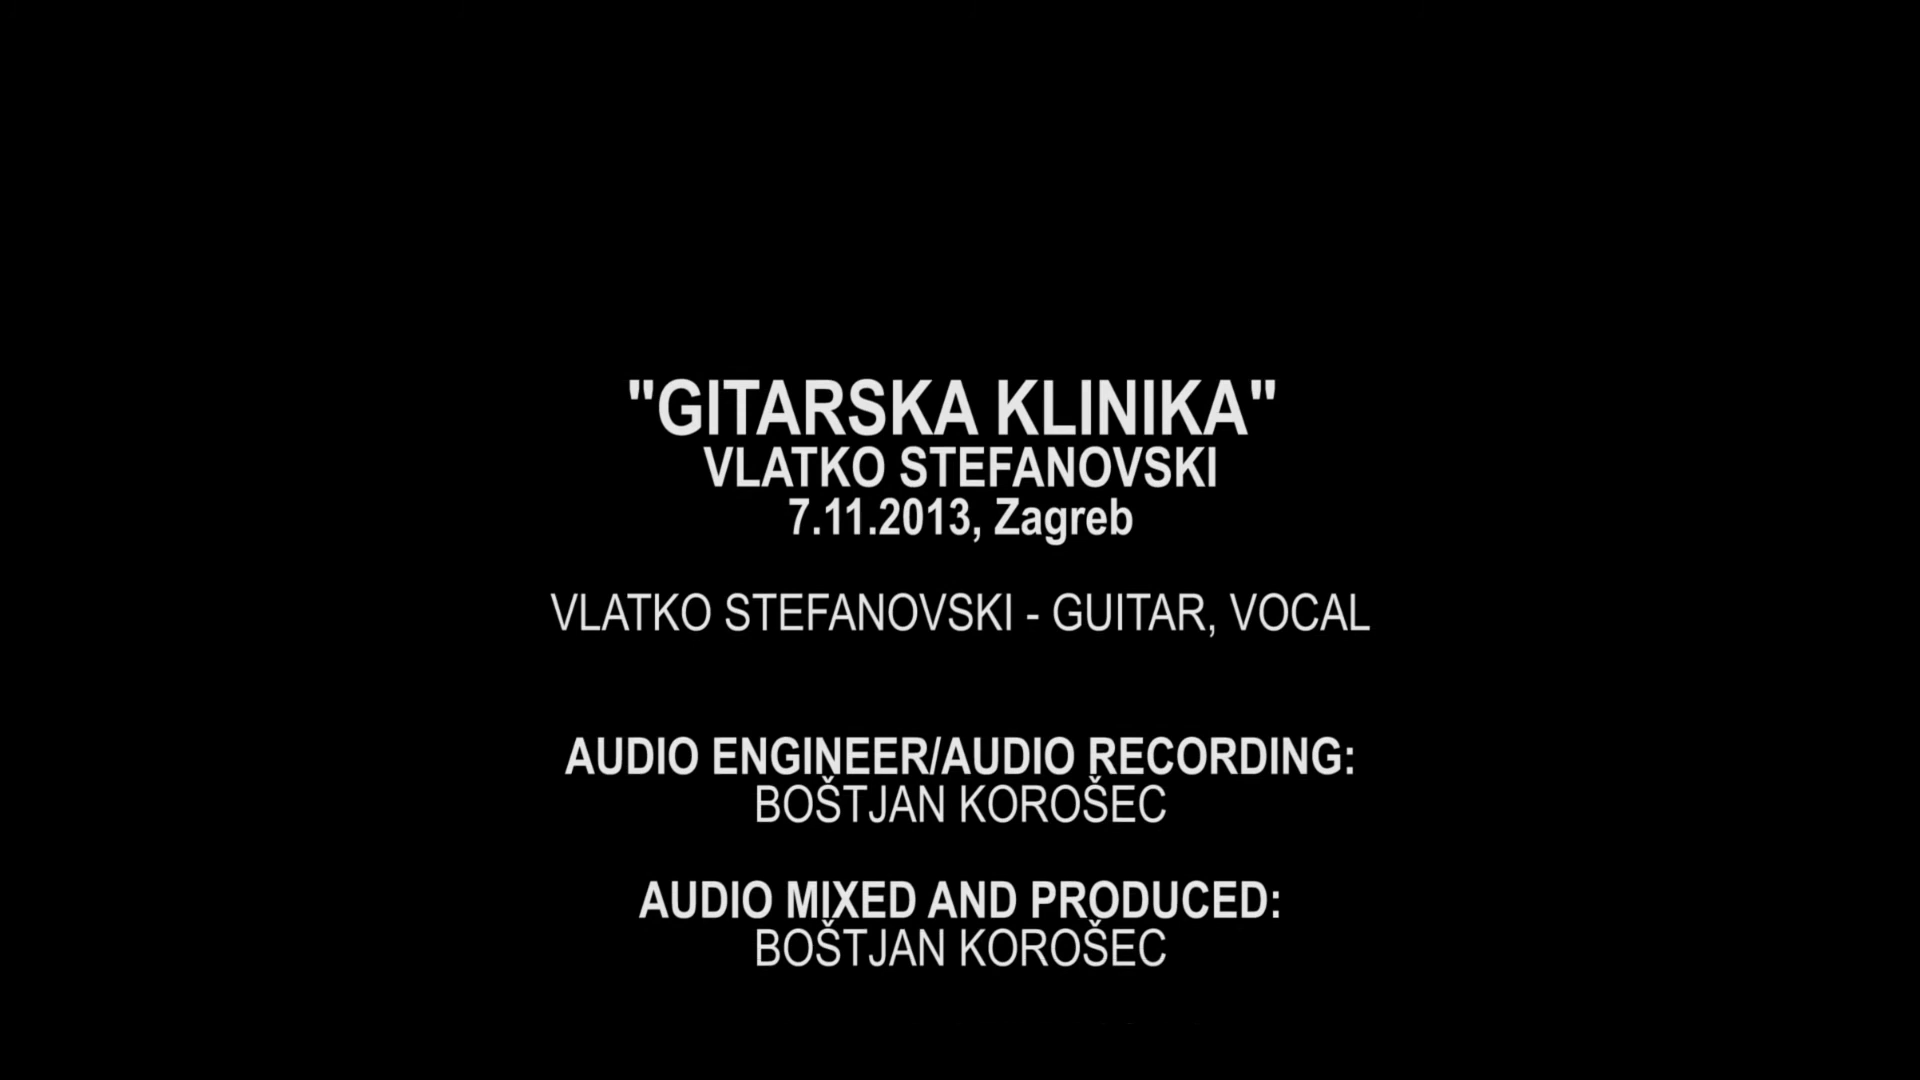 "GITARSKA KLINIKA"
VLATKO STEFANOVSKI
7.11.2013, Zagreb
VLATKO STEFANOVSKI - GUITAR, VOCAL
AUDIO ENGINEER/AUDIO RECORDING:
BOŠTJAN KOROŠEC
AUDIO MIXED AND PRODUCED:
BOŠTJAN KOROŠEC